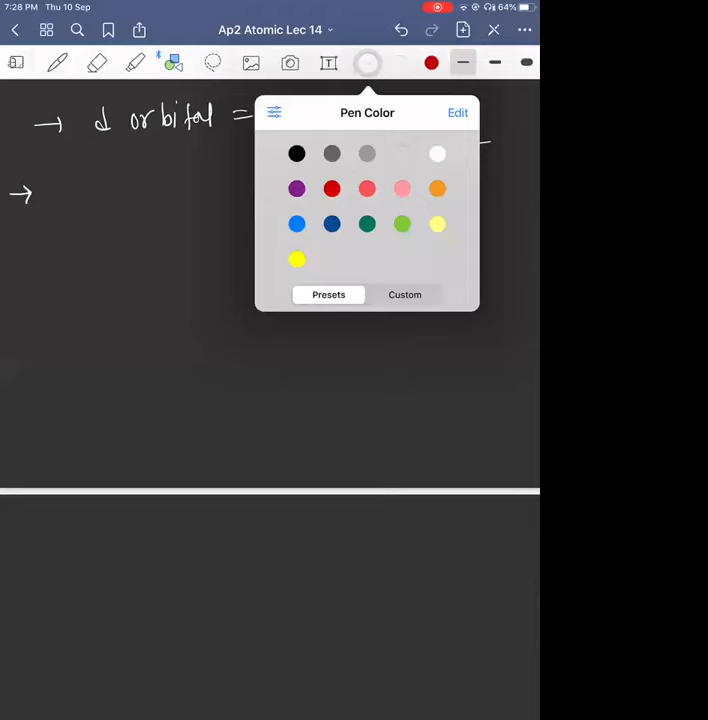 7:28 PM Thu 10 Sep 64%
Ap2 Atomic Lec 14
T
Pen Color
Edit
→ d orbital =
→
Presets
Custom